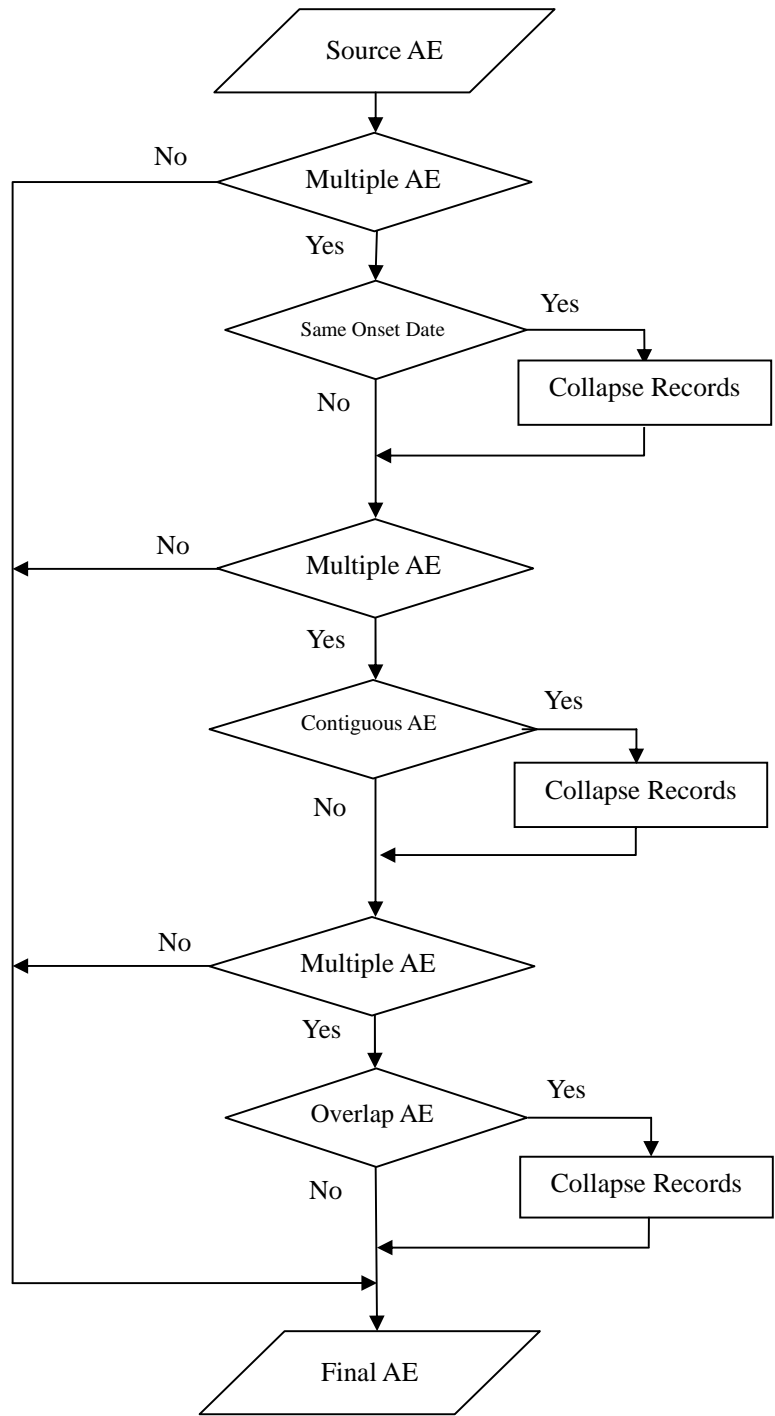 Source AE
No
Multiple AE
Yes
Yes
Same Onset Date
Collapse Records
No
No
Multiple AE
Yes
Yes
Contiguous AE
Collapse Records
No
No
Multiple AE
Yes
Yes
Overlap AE
Collapse Records
No
Final AE